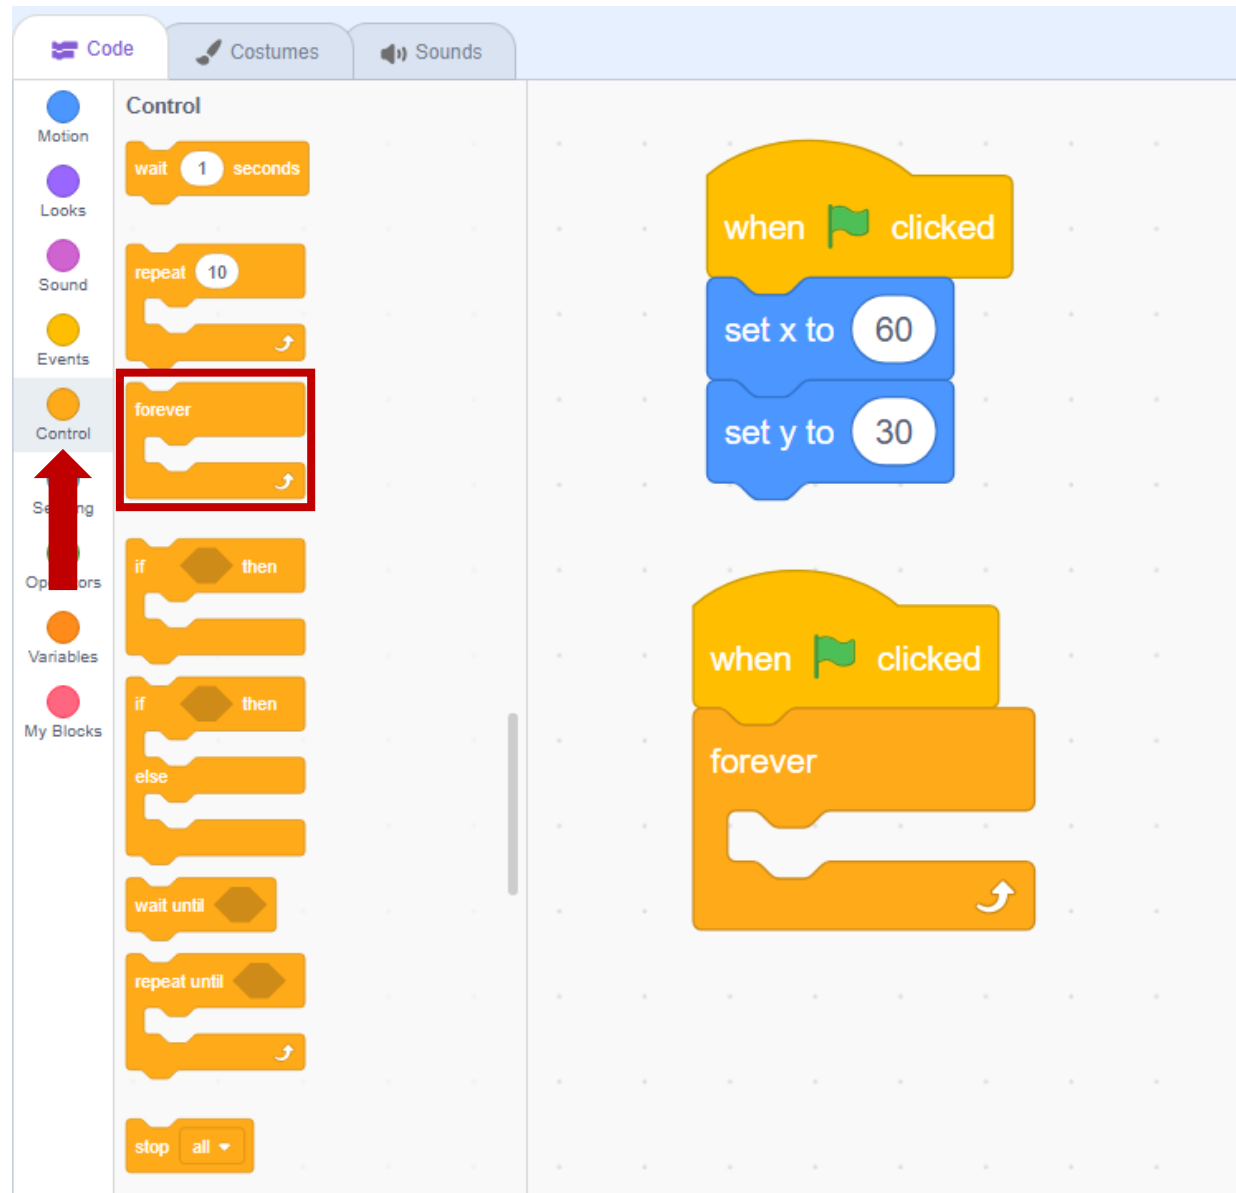 Code
Costumes
Sounds
Motion
Looks
Sound
Events
Control
Variables
My Blocks
Control
wait 1 seconds
repeat 10
forever
if then
if then
else
wait until
repeat until
stop all
when clicked
set x to 60
set y to 30
when clicked
forever